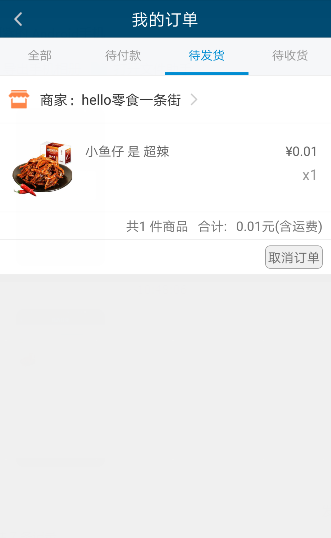 我的订单
全部 待付款 待发货 待收货
商家：hello零食一条街
小鱼仔 是 超辣 ¥0.01
x1
共1 件商品 合计: 0.01元(含运费)
取消订单